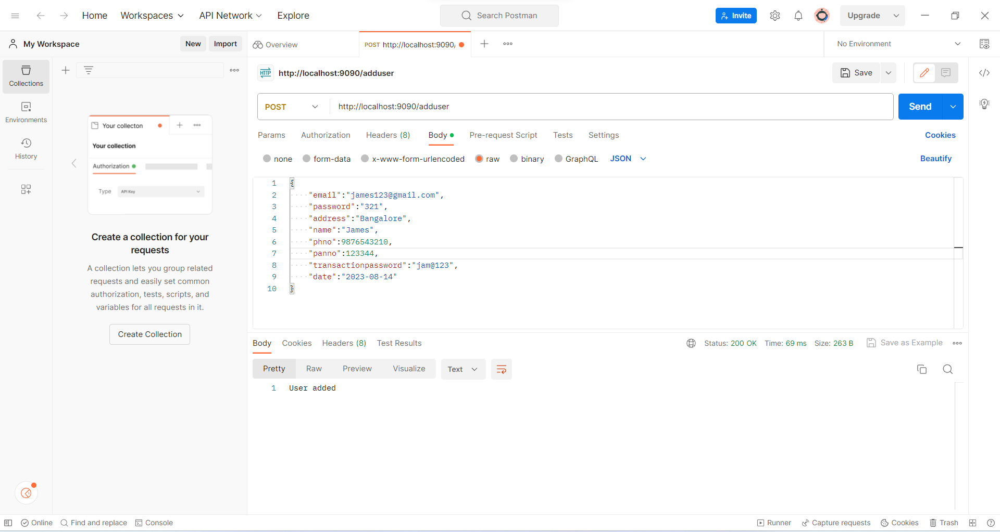 Home Workspaces API Network Explore Search Postman Invite Upgrade
My Workspace New Import Overview POST http://localhost:9090/ No Environment
Collections
Environments
History
Your collecton
Your collection
Authorization
Type API Key
Create a collection for your
requests
A collection lets you group related
requests and easily set common
authorization, tests, scripts, and
variables for all requests in it.
Create Collection
HTTP http://localhost:9090/adduser Save
POST http://localhost:9090/adduser Send
Params Authorization Headers (8) Body Pre-request Script Tests Settings Cookies
none form-data x-www-form-urlencoded raw binary GraphQL JSON Beautify
1 {
2 "email":"james123@gmail.com",
3 "password":"321",
4 "address":"Bangalore",
5 "name":"James",
6 "phno":9876543210,
7 "panno":123344,
8 "transactionpassword":"jam@123",
9 "date":"2023-08-14"
10 }
Body Cookies Headers (8) Test Results Status: 200 OK Time: 69 ms Size: 263 B Save as Example
Pretty Raw Preview Visualize Text
1 User added
Online Find and replace Console Runner Capture requests Cookies Trash